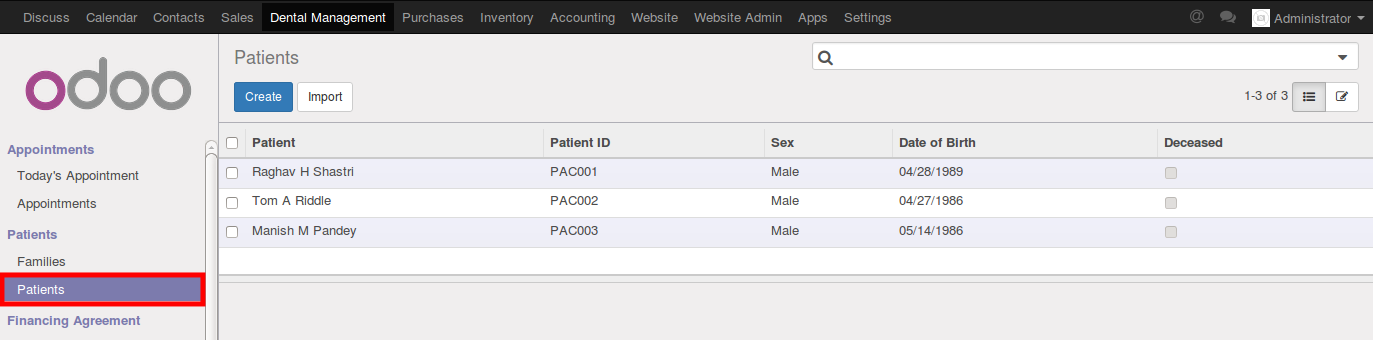 Discuss Calendar Contacts Sales Dental Management Purchases Inventory Accounting Website Website Admin Apps Settings @ Administrator
odoo
Patients
Create Import 1-3 of 3
Appointments
Today's Appointment
Appointments
Patients
Families
Patients
Financing Agreement
Patient Patient ID Sex Date of Birth Deceased
Raghav H Shastri PAC001 Male 04/28/1989
Tom A Riddle PAC002 Male 04/27/1986
Manish M Pandey PAC003 Male 05/14/1986